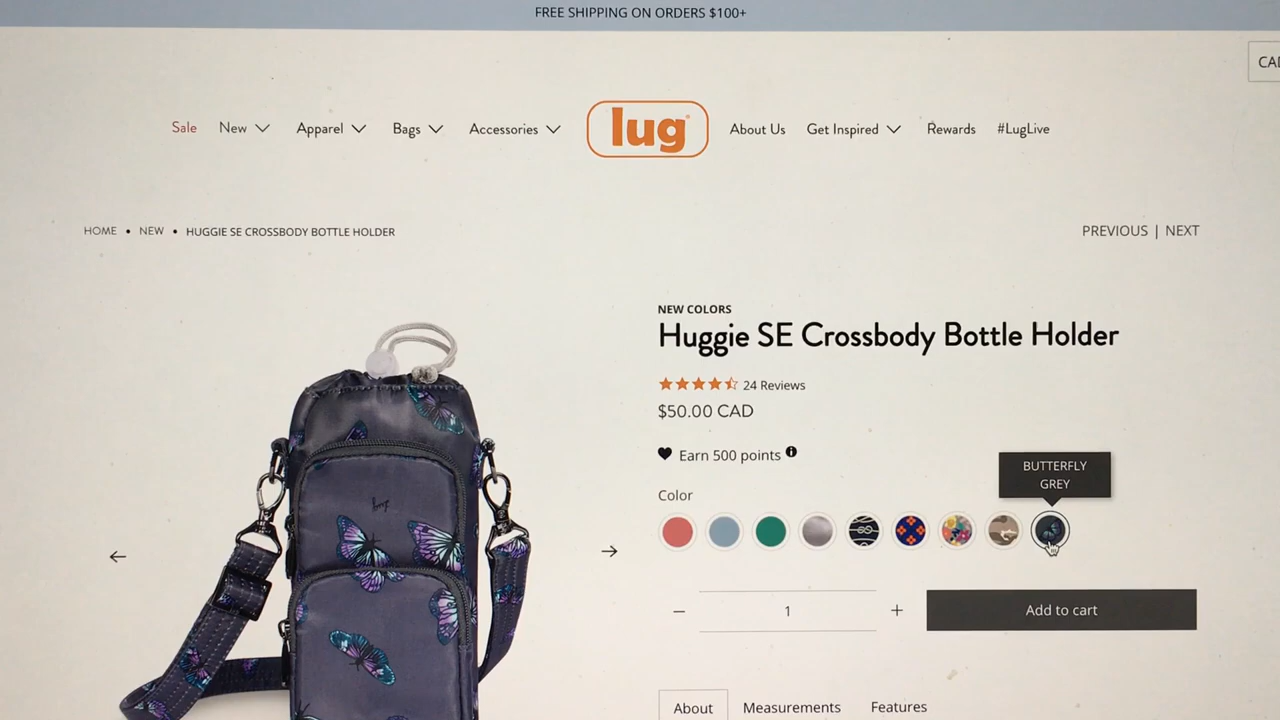 FREE SHIPPING ON ORDERS $100+
CAD
Sale New Apparel Bags Accessories lug® About Us Get Inspired Rewards #LugLive
HOME • NEW • HUGGIE SE CROSSBODY BOTTLE HOLDER
PREVIOUS | NEXT
NEW COLORS
Huggie SE Crossbody Bottle Holder
24 Reviews
$50.00 CAD
Earn 500 points
BUTTERFLY
GREY
Color
lug
1
Add to cart
About Measurements Features